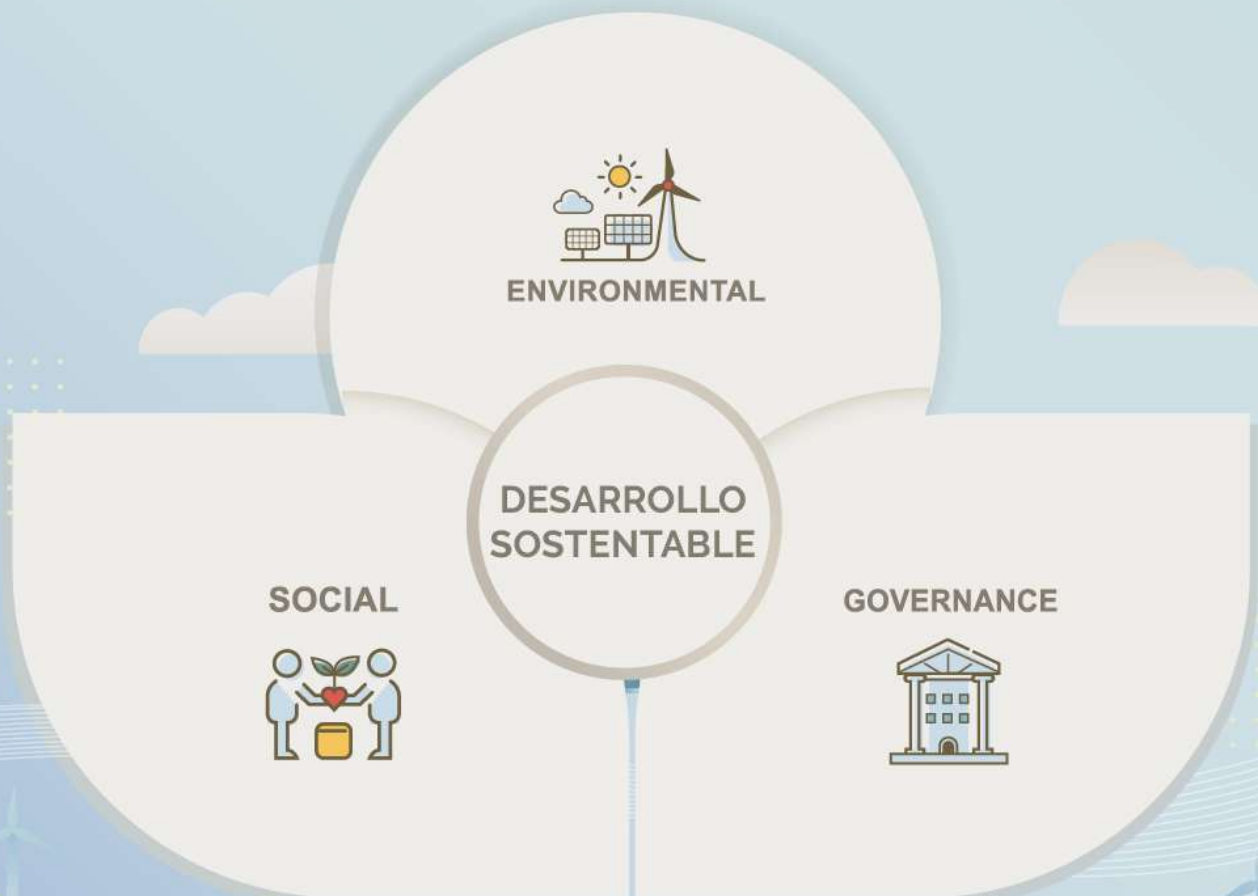 ENVIRONMENTAL
DESARROLLO
SOSTENTABLE
SOCIAL
GOVERNANCE